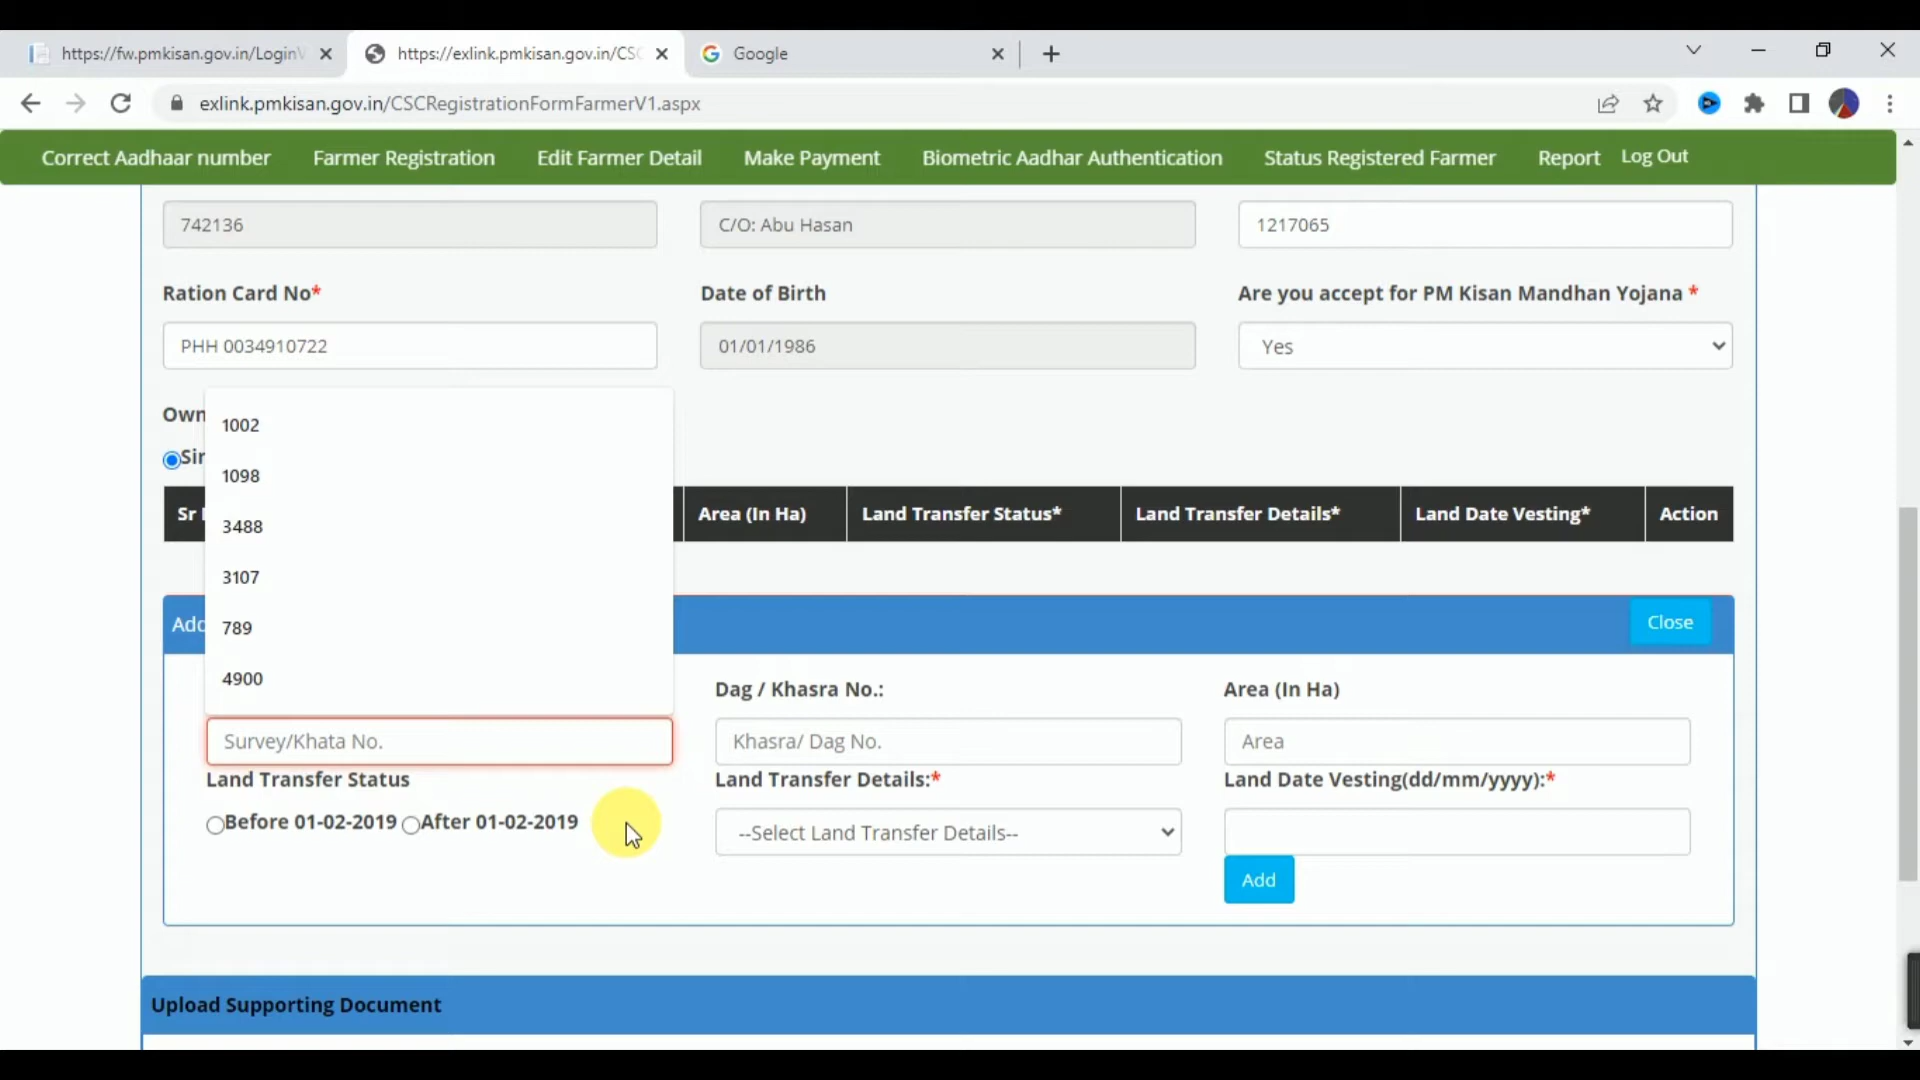 https://fw.pmkisan.gov.in/LoginV
https://exlink.pmkisan.gov.in/CSC
Google
exlink.pmkisan.gov.in/CSCRegistrationFormFarmerV1.aspx
Correct Aadhaar number Farmer Registration Edit Farmer Detail Make Payment Biometric Aadhar Authentication Status Registered Farmer Report Log Out
742136 C/O: Abu Hasan 1217065
Ration Card No* Date of Birth Are you accept for PM Kisan Mandhan Yojana *
PHH 0034910722 01/01/1986 Yes
Own
Sin
1002
1098
3488
3107
789
4900
Sr Area (In Ha) Land Transfer Status* Land Transfer Details* Land Date Vesting* Action
Add Close
Dag / Khasra No.: Area (In Ha)
Survey/Khata No. Khasra/ Dag No. Area
Land Transfer Status Land Transfer Details:* Land Date Vesting(dd/mm/yyyy):*
Before 01-02-2019 After 01-02-2019 --Select Land Transfer Details--
Add
Upload Supporting Document